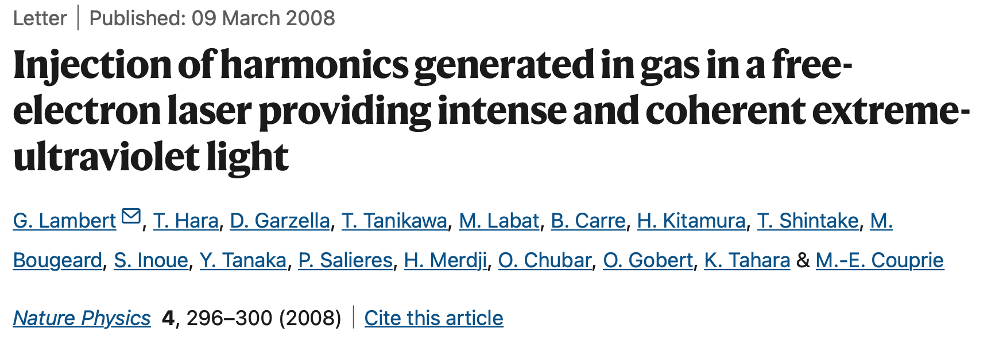 Letter | Published: 09 March 2008
Injection of harmonics generated in gas in a free-
electron laser providing intense and coherent extreme-
ultraviolet light
G. Lambert, T. Hara, D. Garzella, T. Tanikawa, M. Labat, B. Carre, H. Kitamura, T. Shintake, M.
Bougeard, S. Inoue, Y. Tanaka, P. Salieres, H. Merdji, O. Chubar, O. Gobert, K. Tahara & M.-E. Couprie
Nature Physics 4, 296–300 (2008) | Cite this article